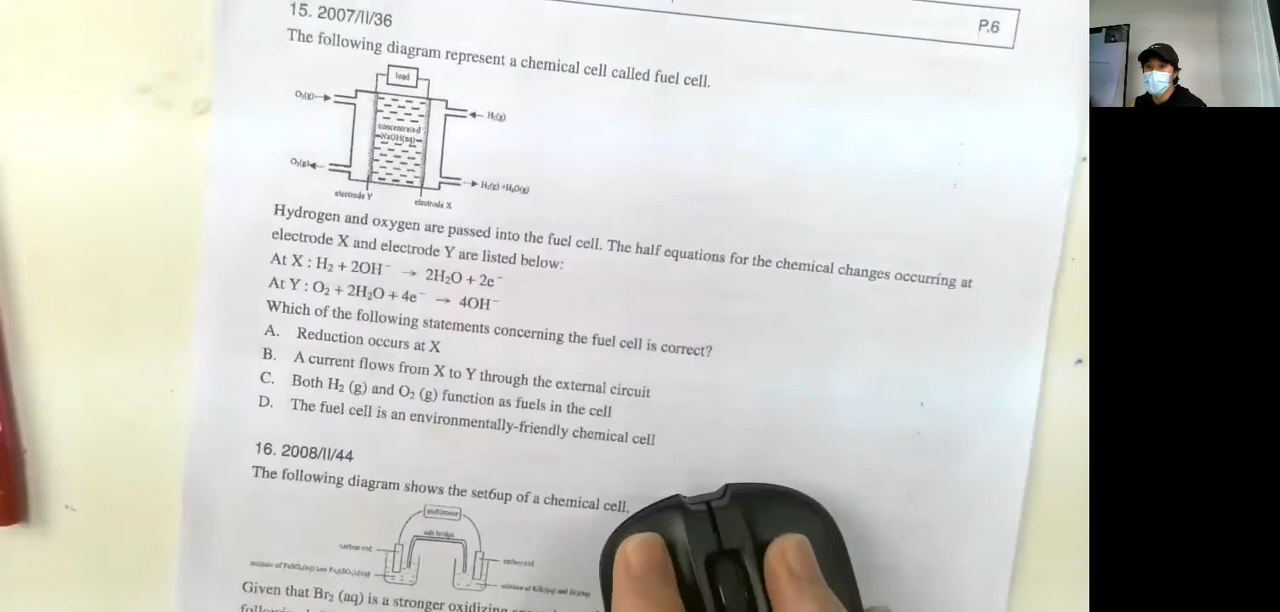 P.6
15. 2007/II/36
The following diagram represent a chemical cell called fuel cell.
load
O₂(g)
H₂(g)
concentrated
NaOH(aq)
O₂(g)
H₂(g) +H₂O(g)
electrode Y
electrode X
Hydrogen and oxygen are passed into the fuel cell. The half equations for the chemical changes occurring at
electrode X and electrode Y are listed below:
At X : H₂ + 2OH⁻ → 2H₂O + 2e⁻
At Y : O₂ + 2H₂O + 4e⁻ → 4OH⁻
Which of the following statements concerning the fuel cell is correct?
A. Reduction occurs at X
B. A current flows from X to Y through the external circuit
C. Both H₂ (g) and O₂ (g) function as fuels in the cell
D. The fuel cell is an environmentally-friendly chemical cell
16. 2008/II/44
The following diagram shows the set6up of a chemical cell.
multimeter
salt bridge
carbon rod
carbon rod
mixture of
mixture of
Given that Br₂ (aq) is a stronger oxidizing